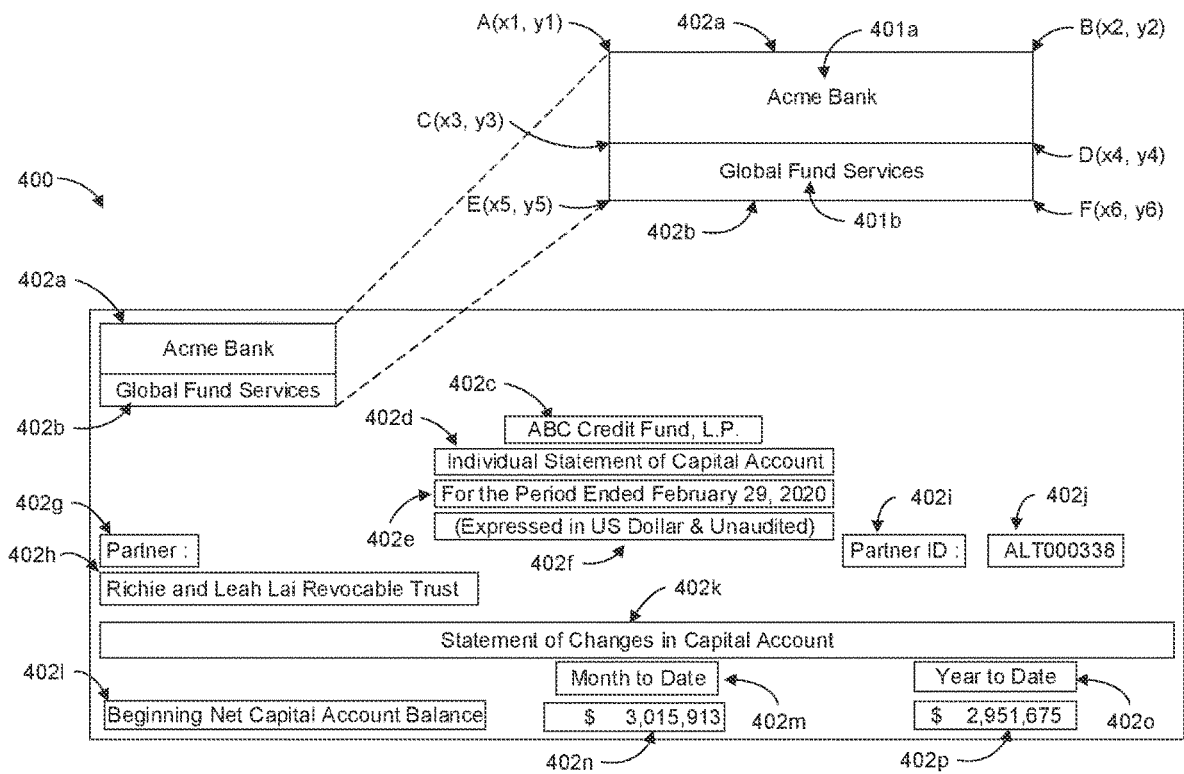 A(x1, y1)
402a
401a
B(x2, y2)
Acme Bank
C(x3, y3)
D(x4, y4)
400
Global Fund Services
E(x5, y5)
F(x6, y6)
402b
401b
402a
Acme Bank
Global Fund Services
402c
402b
402d
ABC Credit Fund, L.P.
Individual Statement of Capital Account
402g
For the Period Ended February 29, 2020
402i
402j
402e
(Expressed in US Dollar & Unaudited)
402h
Partner :
402f
Partner ID :
ALT000338
Richie and Leah Lai Revocable Trust
402k
Statement of Changes in Capital Account
402l
Month to Date
Year to Date
Beginning Net Capital Account Balance
$ 3,015,913
402m
$ 2,951,675
402o
402n
402p